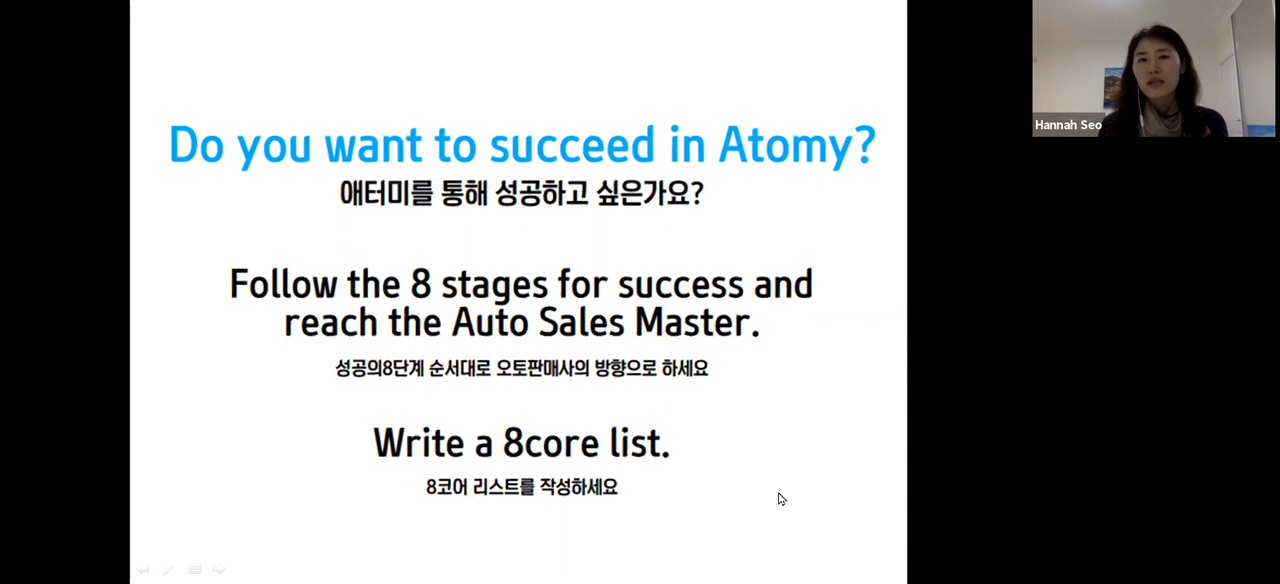 Do you want to succeed in Atomy?
애터미를 통해 성공하고 싶은가요?
Follow the 8 stages for success and
reach the Auto Sales Master.
성공의8단계 순서대로 오토판매사의 방향으로 하세요
Write a 8core list.
8코어 리스트를 작성하세요
Hannah Seo